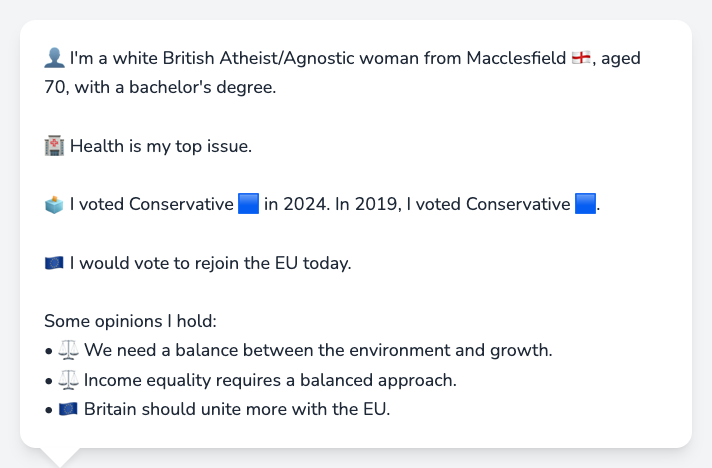 👤 I'm a white British Atheist/Agnostic woman from Macclesfield 🏴󠁧󠁢󠁥󠁮󠁧󠁿, aged
70, with a bachelor's degree.
🏥 Health is my top issue.
🗳️ I voted Conservative 🟦 in 2024. In 2019, I voted Conservative 🟦.
🇪🇺 I would vote to rejoin the EU today.
Some opinions I hold:
• ⚖️ We need a balance between the environment and growth.
• ⚖️ Income equality requires a balanced approach.
• 🇪🇺 Britain should unite more with the EU.